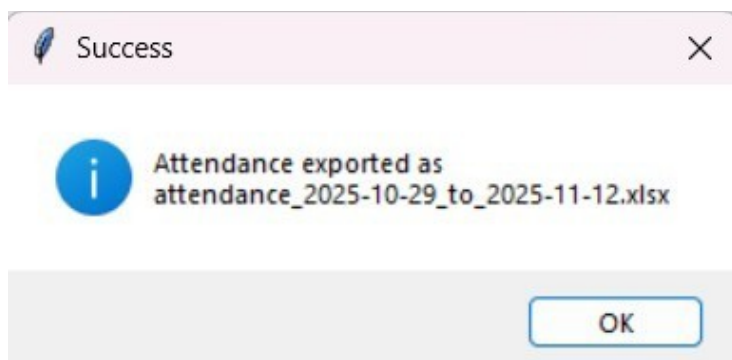 Success
Attendance exported as
attendance_2025-10-29_to_2025-11-12.xlsx
OK